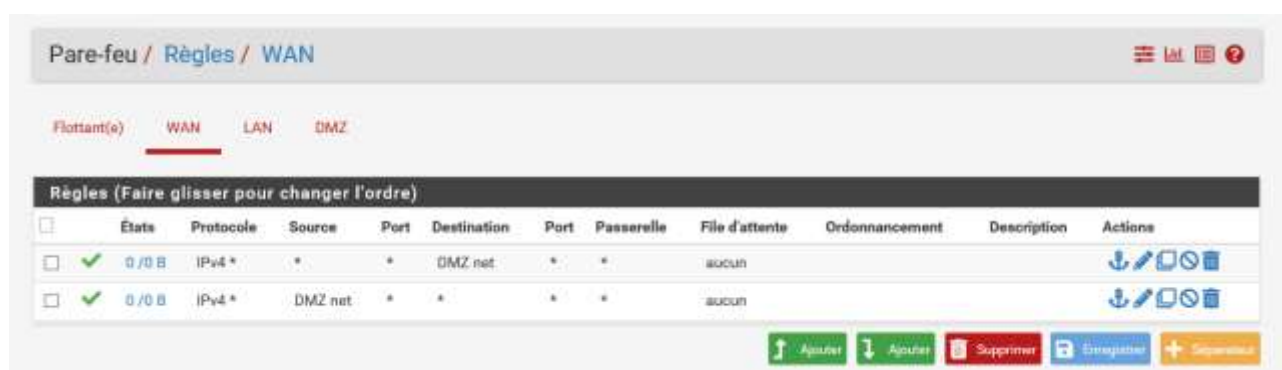 Pare-feu / Règles / WAN
Flottant(e) WAN LAN DMZ
Règles (Faire glisser pour changer l'ordre)
États Protocole Source Port Destination Port Passerelle File d'attente Ordonnancement Description Actions
0 /0 B IPv4 * * * DMZ net * * aucun
0 /0 B IPv4 * DMZ net * * * * aucun
Ajouter Ajouter Supprimer Enregistrer Séparateur